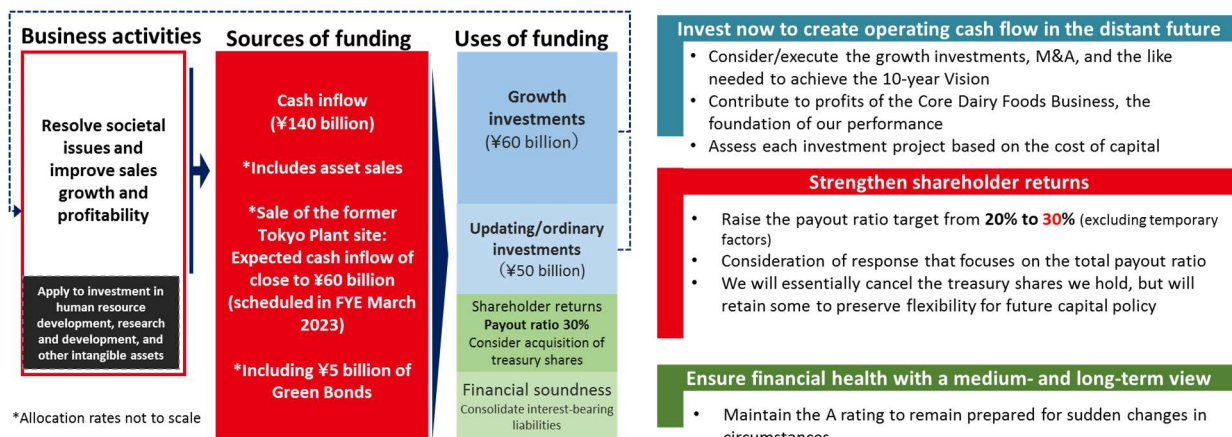 Business activities
Resolve societal
issues and
improve sales
growth and
profitability
Apply to investment in
human resource
development, research
and development, and
other intangible assets
*Allocation rates not to scale
Sources of funding
Cash inflow
(¥140 billion)
*Includes asset sales
*Sale of the former
Tokyo Plant site:
Expected cash inflow of
close to ¥60 billion
(scheduled in FYE March
2023)
*Including ¥5 billion of
Green Bonds
Uses of funding
Growth
investments
(¥60 billion）
Updating/ordinary
investments
（¥50 billion)
Shareholder returns
Payout ratio 30%
Consider acquisition of
treasury shares
Financial soundness
Consolidate interest-bearing
liabilities
Invest now to create operating cash flow in the distant future
• Consider/execute the growth investments, M&A, and the like
needed to achieve the 10-year Vision
• Contribute to profits of the Core Dairy Foods Business, the
foundation of our performance
• Assess each investment project based on the cost of capital
Strengthen shareholder returns
• Raise the payout ratio target from 20% to 30% (excluding temporary
factors)
• Consideration of response that focuses on the total payout ratio
• We will essentially cancel the treasury shares we hold, but will
retain some to preserve flexibility for future capital policy
Ensure financial health with a medium- and long-term view
• Maintain the A rating to remain prepared for sudden changes in
circumstances